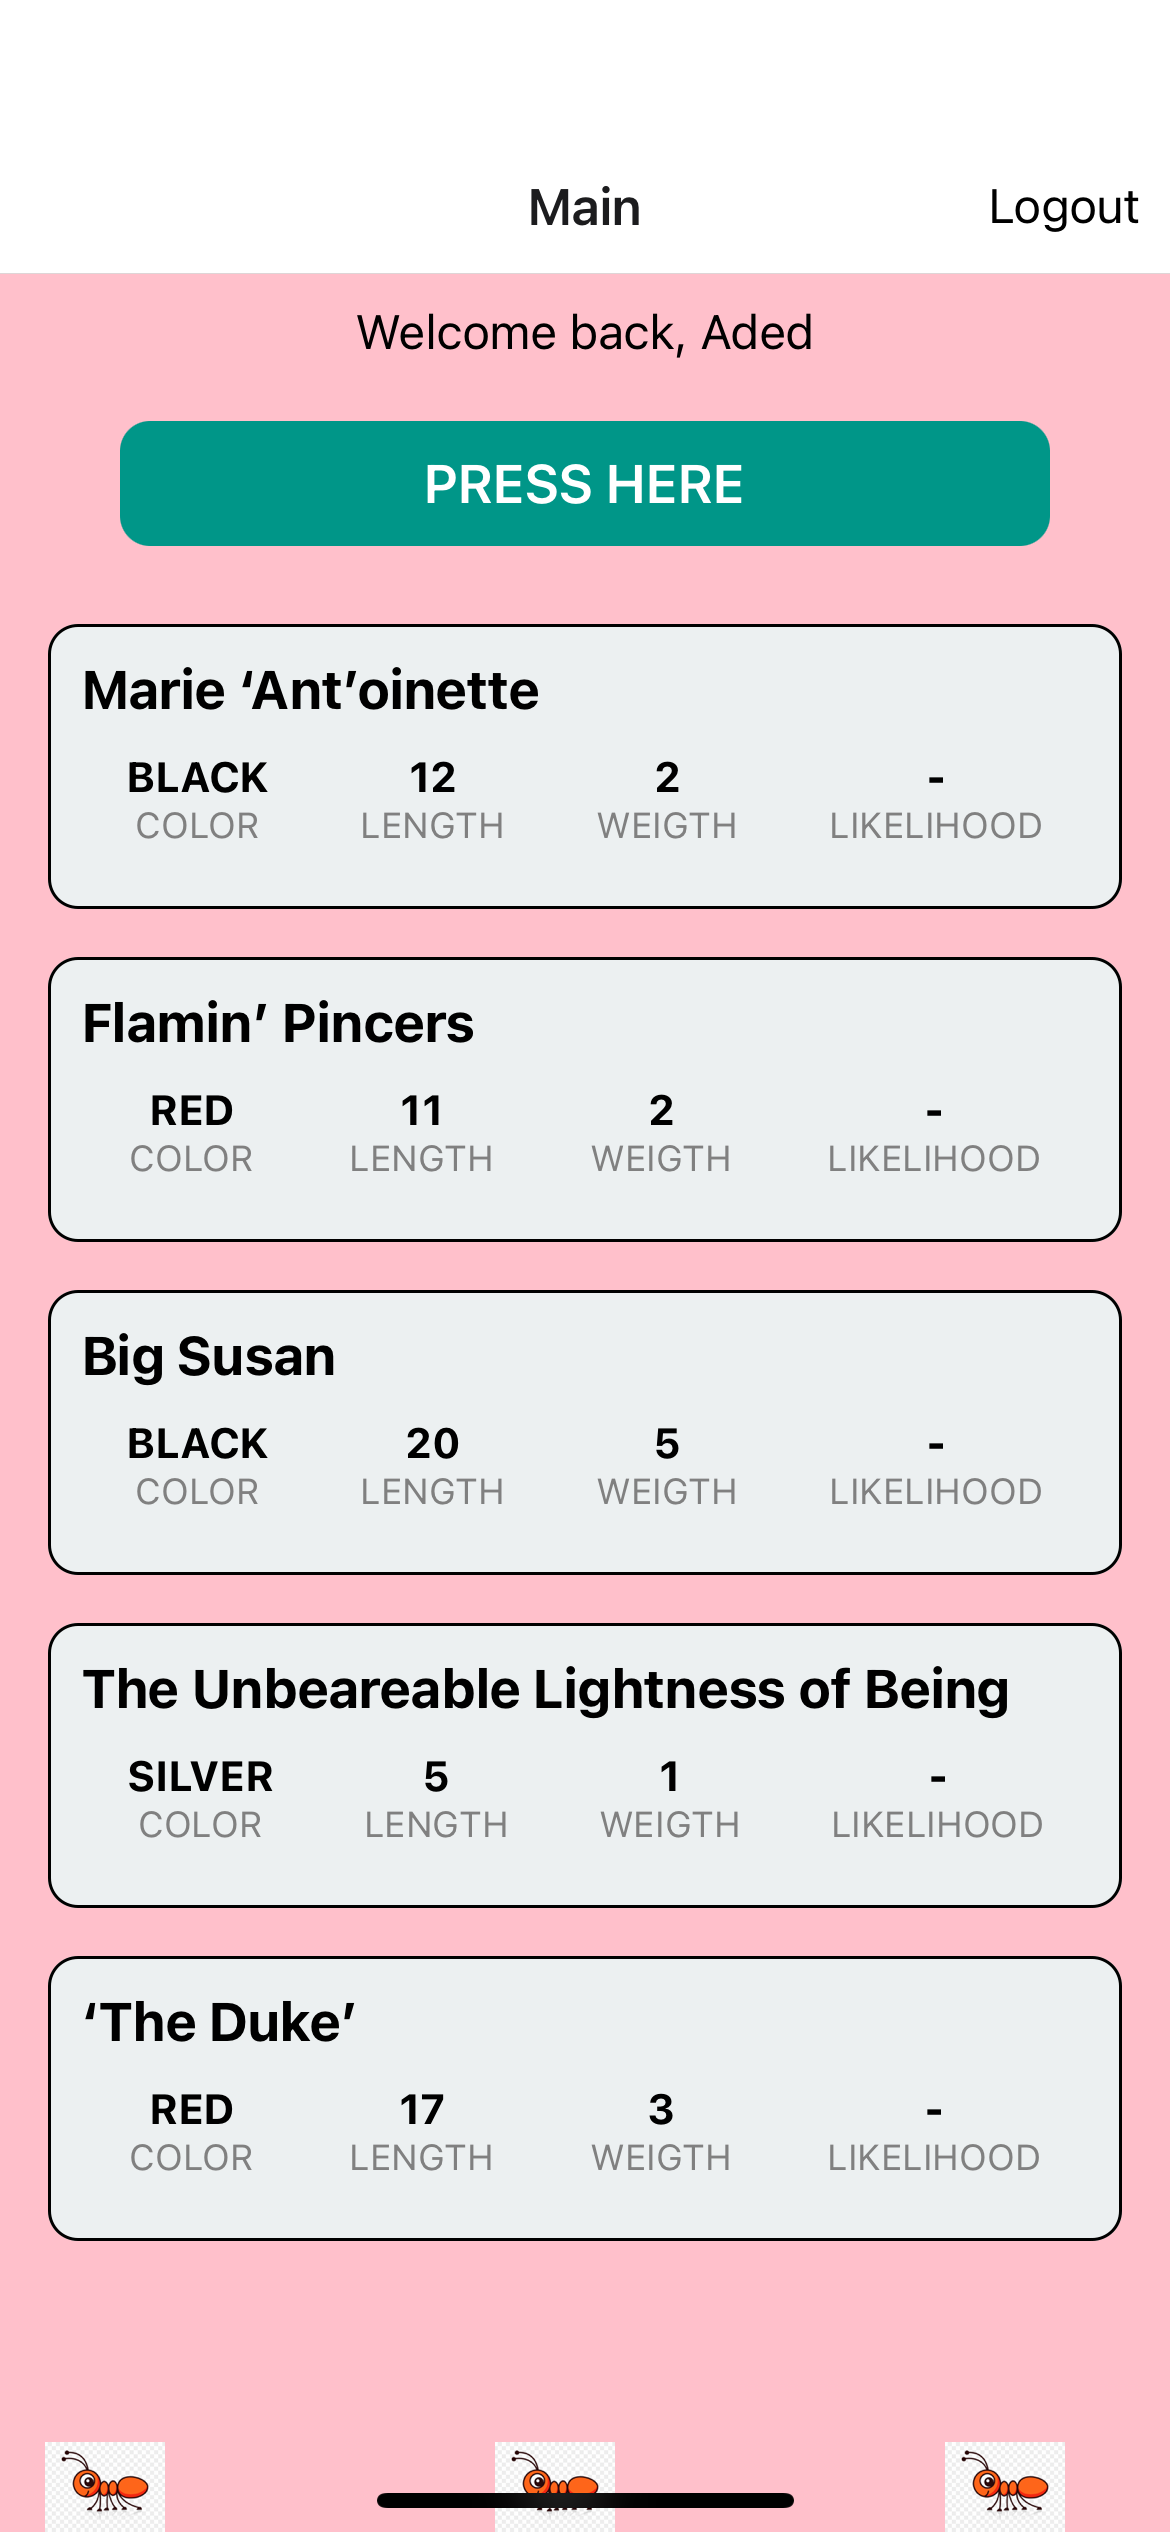 Main
Logout
Welcome back, Aded
PRESS HERE
Marie ‘Ant’oinette
BLACK 12 2 -
COLOR LENGTH WEIGTH LIKELIHOOD
Flamin’ Pincers
RED 11 2 -
COLOR LENGTH WEIGTH LIKELIHOOD
Big Susan
BLACK 20 5 -
COLOR LENGTH WEIGTH LIKELIHOOD
The Unbeareable Lightness of Being
SILVER 5 1 -
COLOR LENGTH WEIGTH LIKELIHOOD
‘The Duke’
RED 17 3 -
COLOR LENGTH WEIGTH LIKELIHOOD